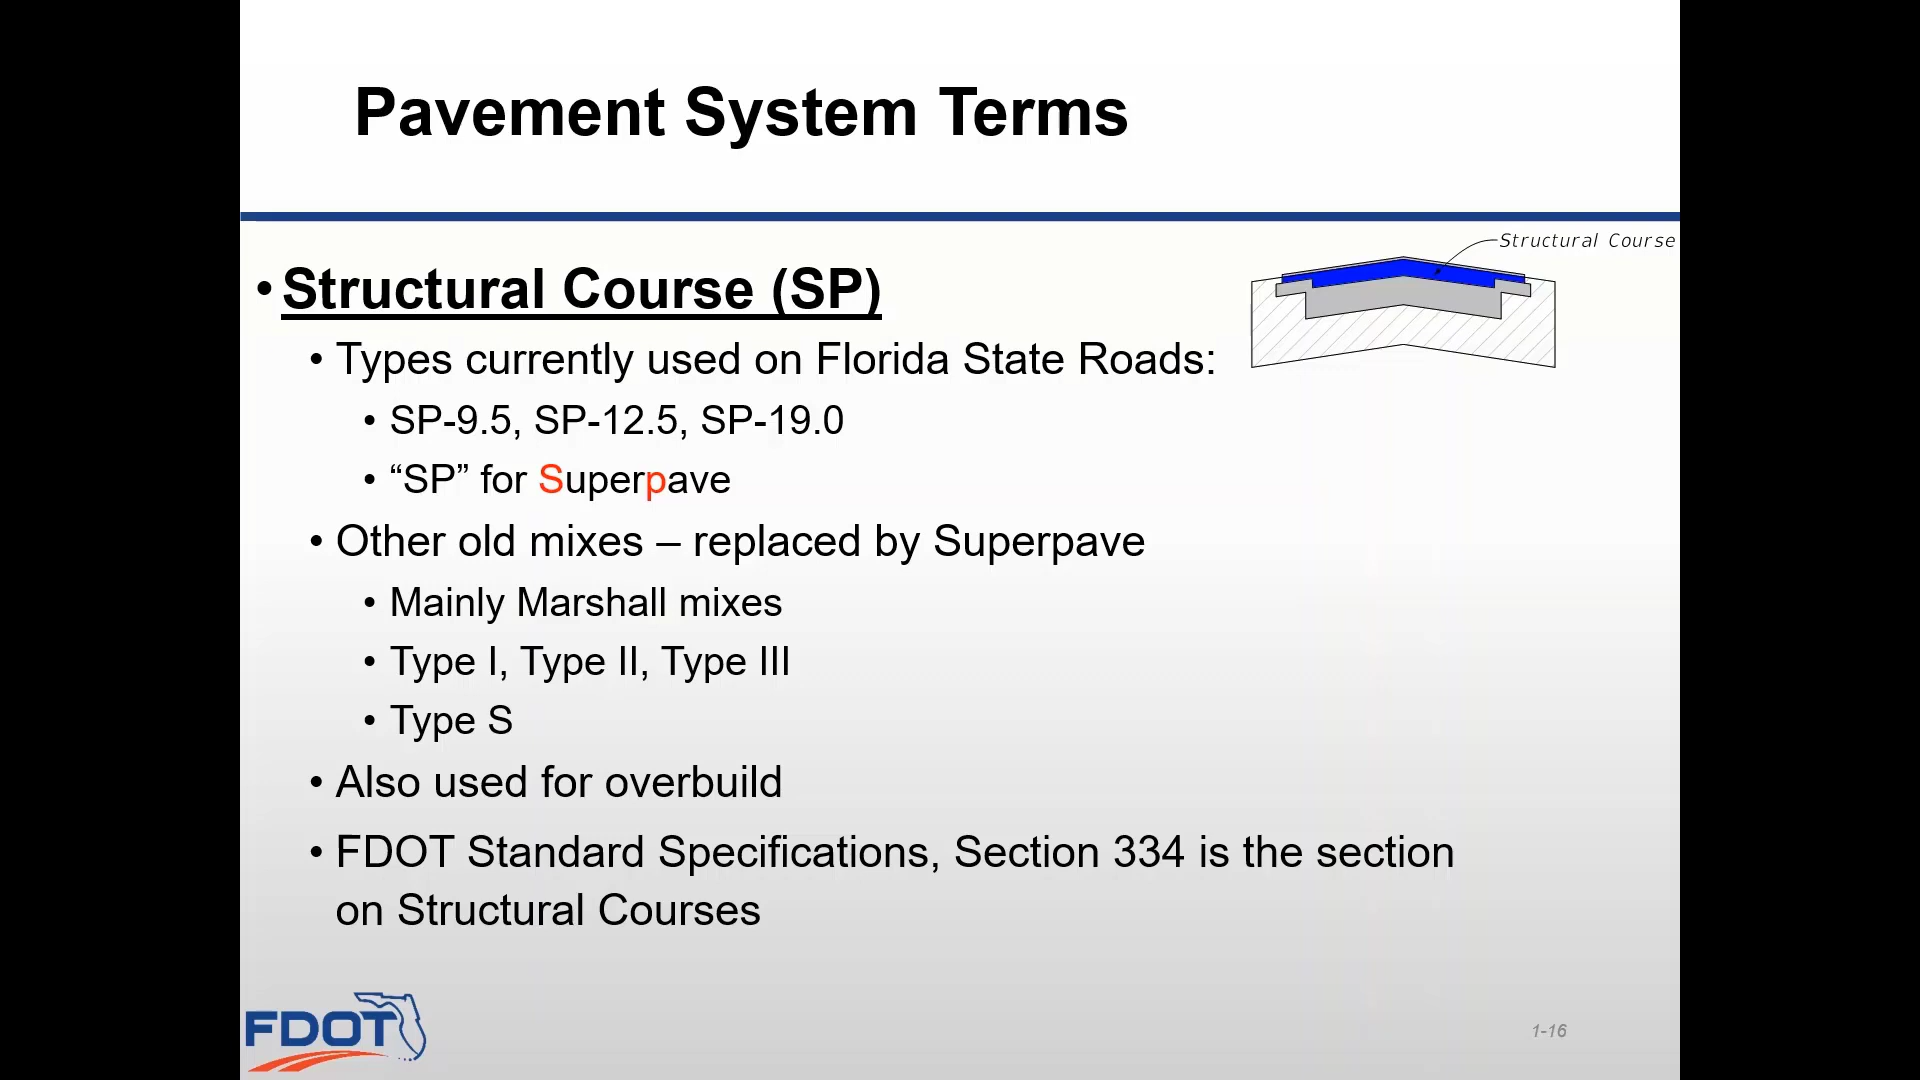 Pavement System Terms
Structural Course
• Structural Course (SP)
• Types currently used on Florida State Roads:
• SP-9.5, SP-12.5, SP-19.0
• “SP” for Superpave
• Other old mixes – replaced by Superpave
• Mainly Marshall mixes
• Type I, Type II, Type III
• Type S
• Also used for overbuild
• FDOT Standard Specifications, Section 334 is the section
on Structural Courses
FDOT
1-16